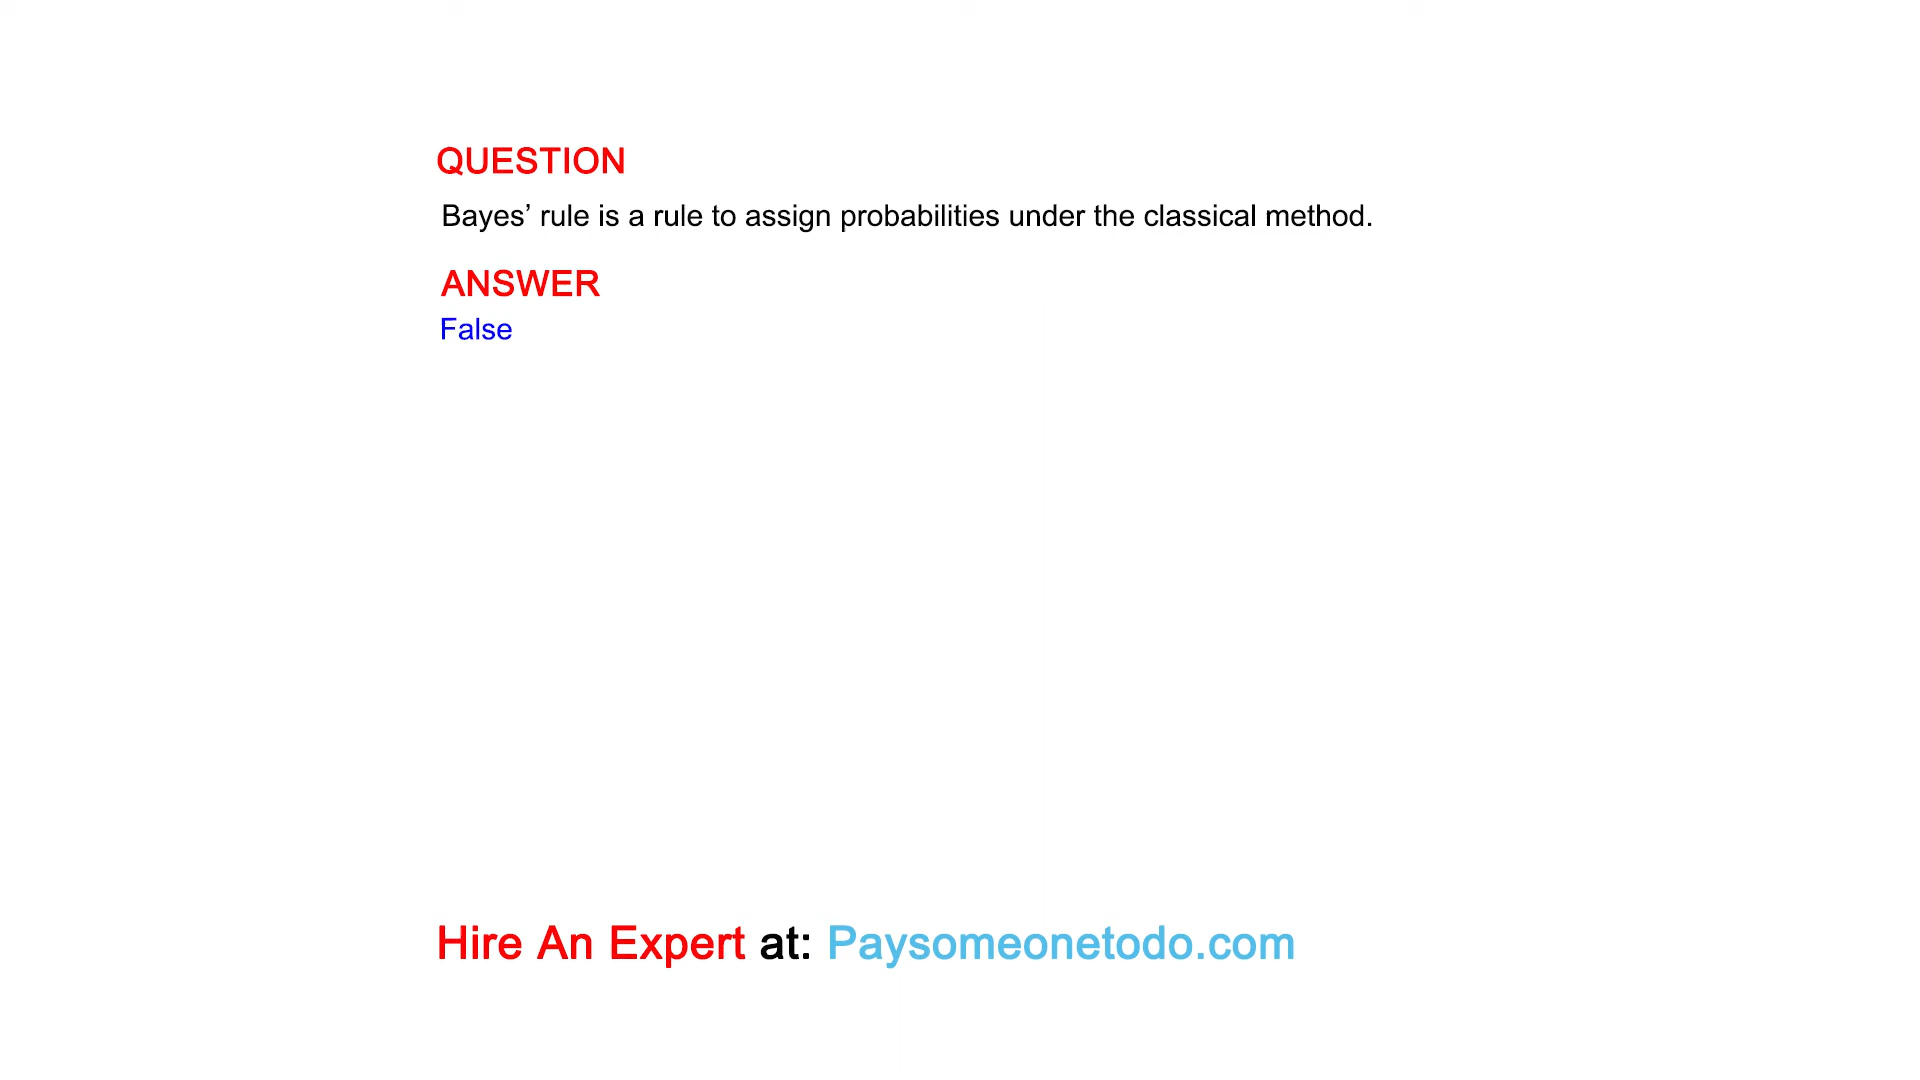 QUESTION
Bayes’ rule is a rule to assign probabilities under the classical method.
ANSWER
False
Hire An Expert at: Paysomeonetodo.com